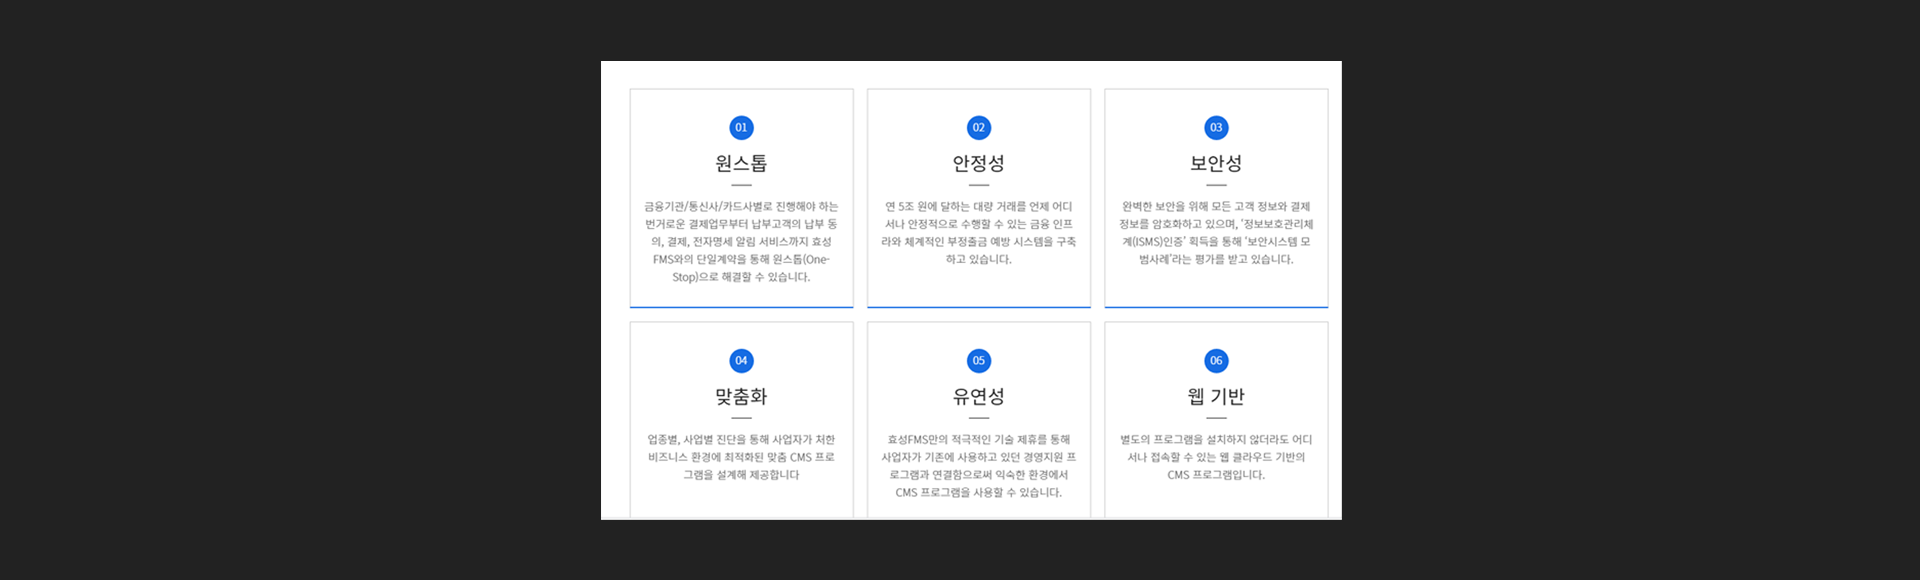 01
원스톱
금융기관/통신사/카드사별로 진행해야 하는
번거로운 결제업무부터 납부고객의 납부 동
의, 결제, 전자명세 알림 서비스까지 효성
FMS와의 단일계약을 통해 원스톱(One-
Stop)으로 해결할 수 있습니다.
02
안정성
연 5조 원에 달하는 대량 거래를 언제 어디
서나 안정적으로 수행할 수 있는 금융 인프
라와 체계적인 부정출금 예방 시스템을 구축
하고 있습니다.
03
보안성
완벽한 보안을 위해 모든 고객 정보와 결제
정보를 암호화하고 있으며, '정보보호관리체
계(ISMS)인증' 획득을 통해 '보안시스템 모
범사례'라는 평가를 받고 있습니다.
04
맞춤화
업종별, 사업별 진단을 통해 사업자가 처한
비즈니스 환경에 최적화된 맞춤 CMS 프로
그램을 설계해 제공합니다
05
유연성
효성FMS만의 적극적인 기술 제휴를 통해
사업자가 기존에 사용하고 있던 경영지원 프
로그램과 연결함으로써 익숙한 환경에서
CMS 프로그램을 사용할 수 있습니다.
06
웹 기반
별도의 프로그램을 설치하지 않더라도 어디
서나 접속할 수 있는 웹 클라우드 기반의
CMS 프로그램입니다.